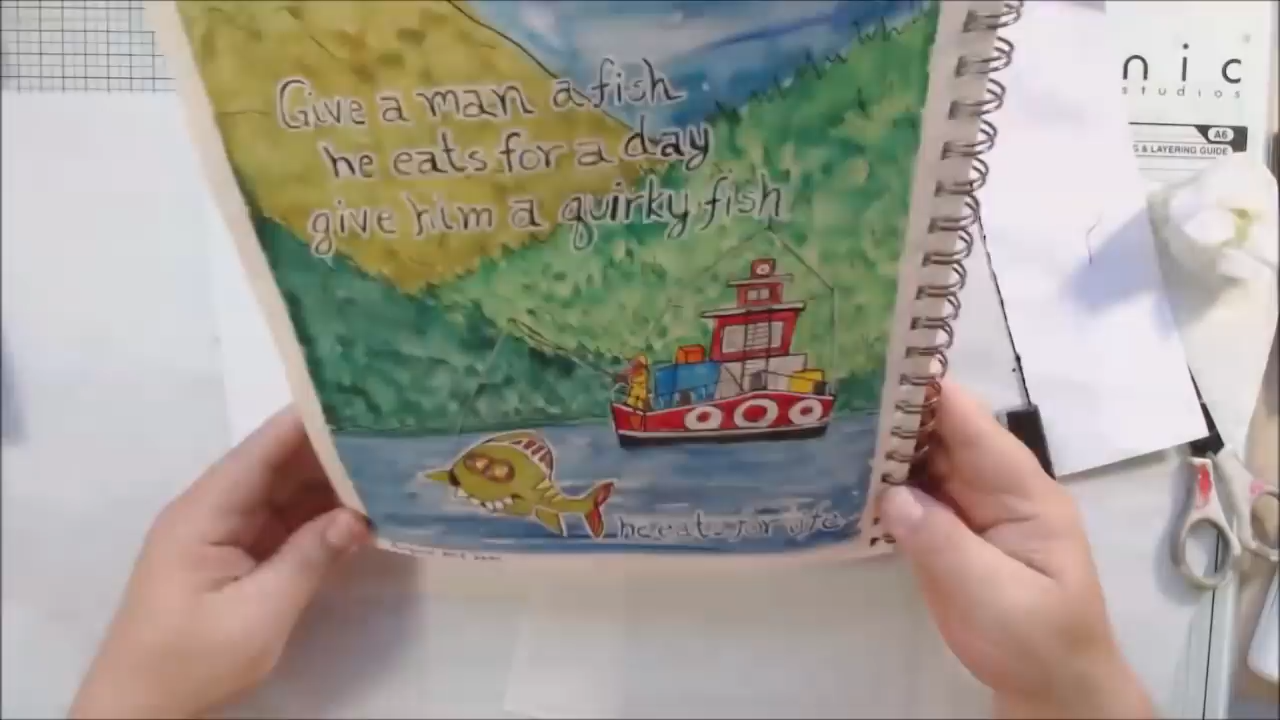 Give a man a fish
he eats for a day
give him a quirky fish
he eats for life
nic
studios
A6
& LAYERING GUIDE